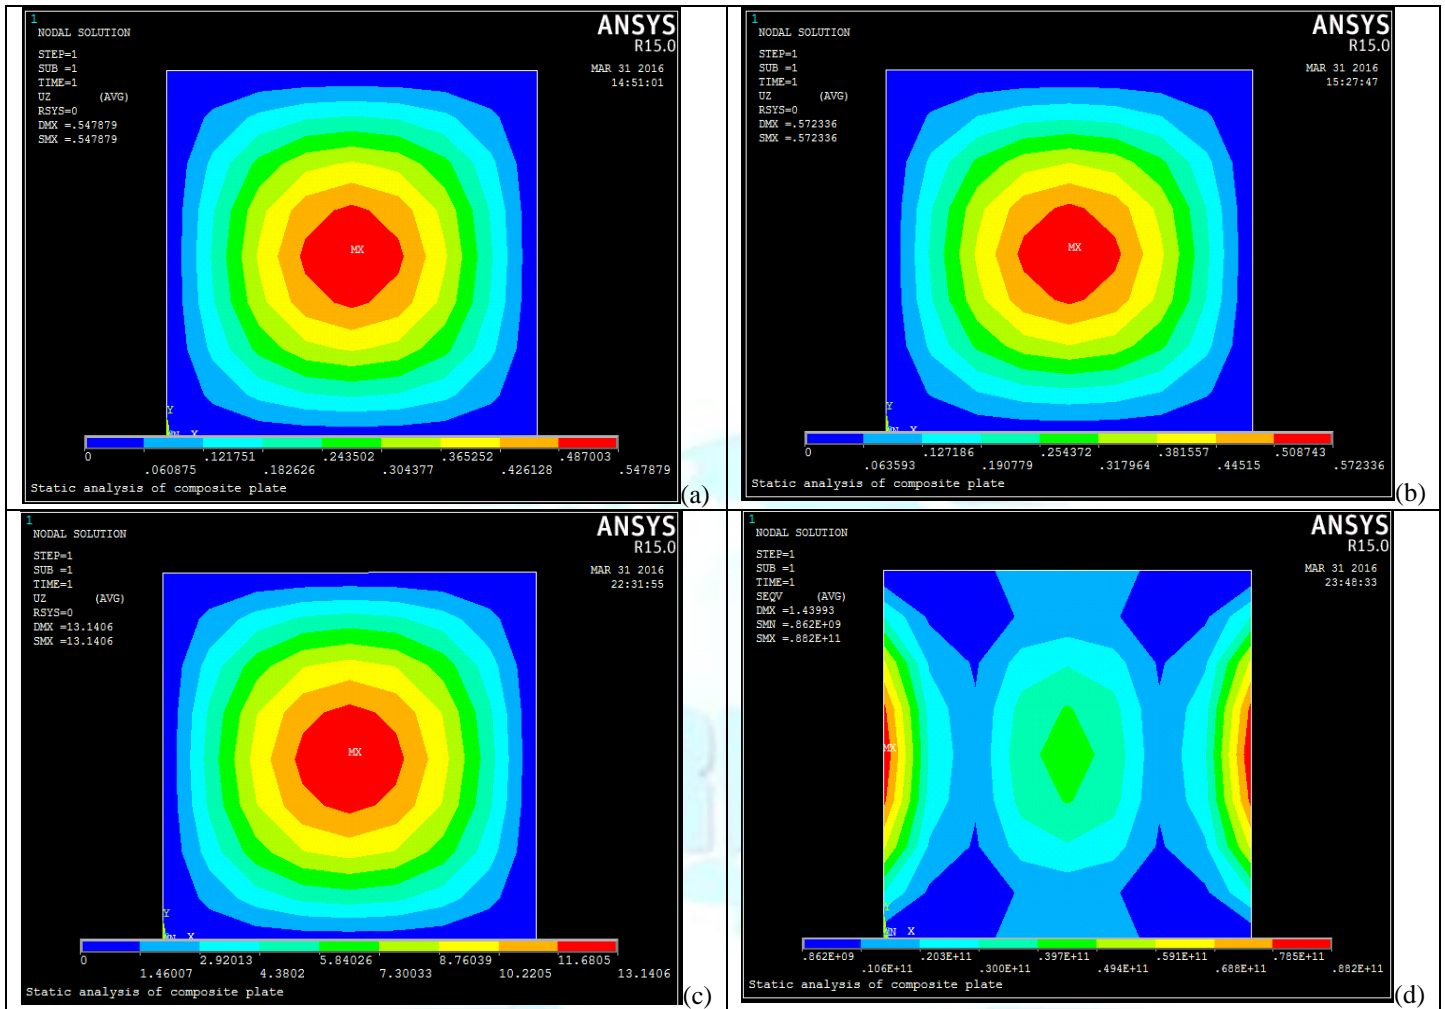 1
NODAL SOLUTION
STEP=1
SUB =1
TIME=1
UZ (AVG)
RSYS=0
DMX =.547879
SMX =.547879
ANSYS
R15.0
MAR 31 2016
14:51:01
MX
Y
MN X
0 .121751 .243502 .365252 .487003
.060875 .182626 .304377 .426128 .547879
Static analysis of composite plate
(a)
1
NODAL SOLUTION
STEP=1
SUB =1
TIME=1
UZ (AVG)
RSYS=0
DMX =.572336
SMX =.572336
ANSYS
R15.0
MAR 31 2016
15:27:47
MX
Y
MN X
0 .127186 .254372 .381557 .508743
.063593 .190779 .317964 .44515 .572336
Static analysis of composite plate
(b)
1
NODAL SOLUTION
STEP=1
SUB =1
TIME=1
UZ (AVG)
RSYS=0
DMX =13.1406
SMX =13.1406
ANSYS
R15.0
MAR 31 2016
22:31:55
MX
Y
MN X
0 2.92013 5.84026 8.76039 11.6805
1.46007 4.3802 7.30033 10.2205 13.1406
Static analysis of composite plate
(c)
1
NODAL SOLUTION
STEP=1
SUB =1
TIME=1
SEQV (AVG)
DMX =1.43993
SMN =.862E+09
SMX =.882E+11
ANSYS
R15.0
MAR 31 2016
23:48:33
MX
Y
MN X
.862E+09 .203E+11 .397E+11 .591E+11 .785E+11
.106E+11 .300E+11 .494E+11 .688E+11 .882E+11
Static analysis of composite plate
(d)